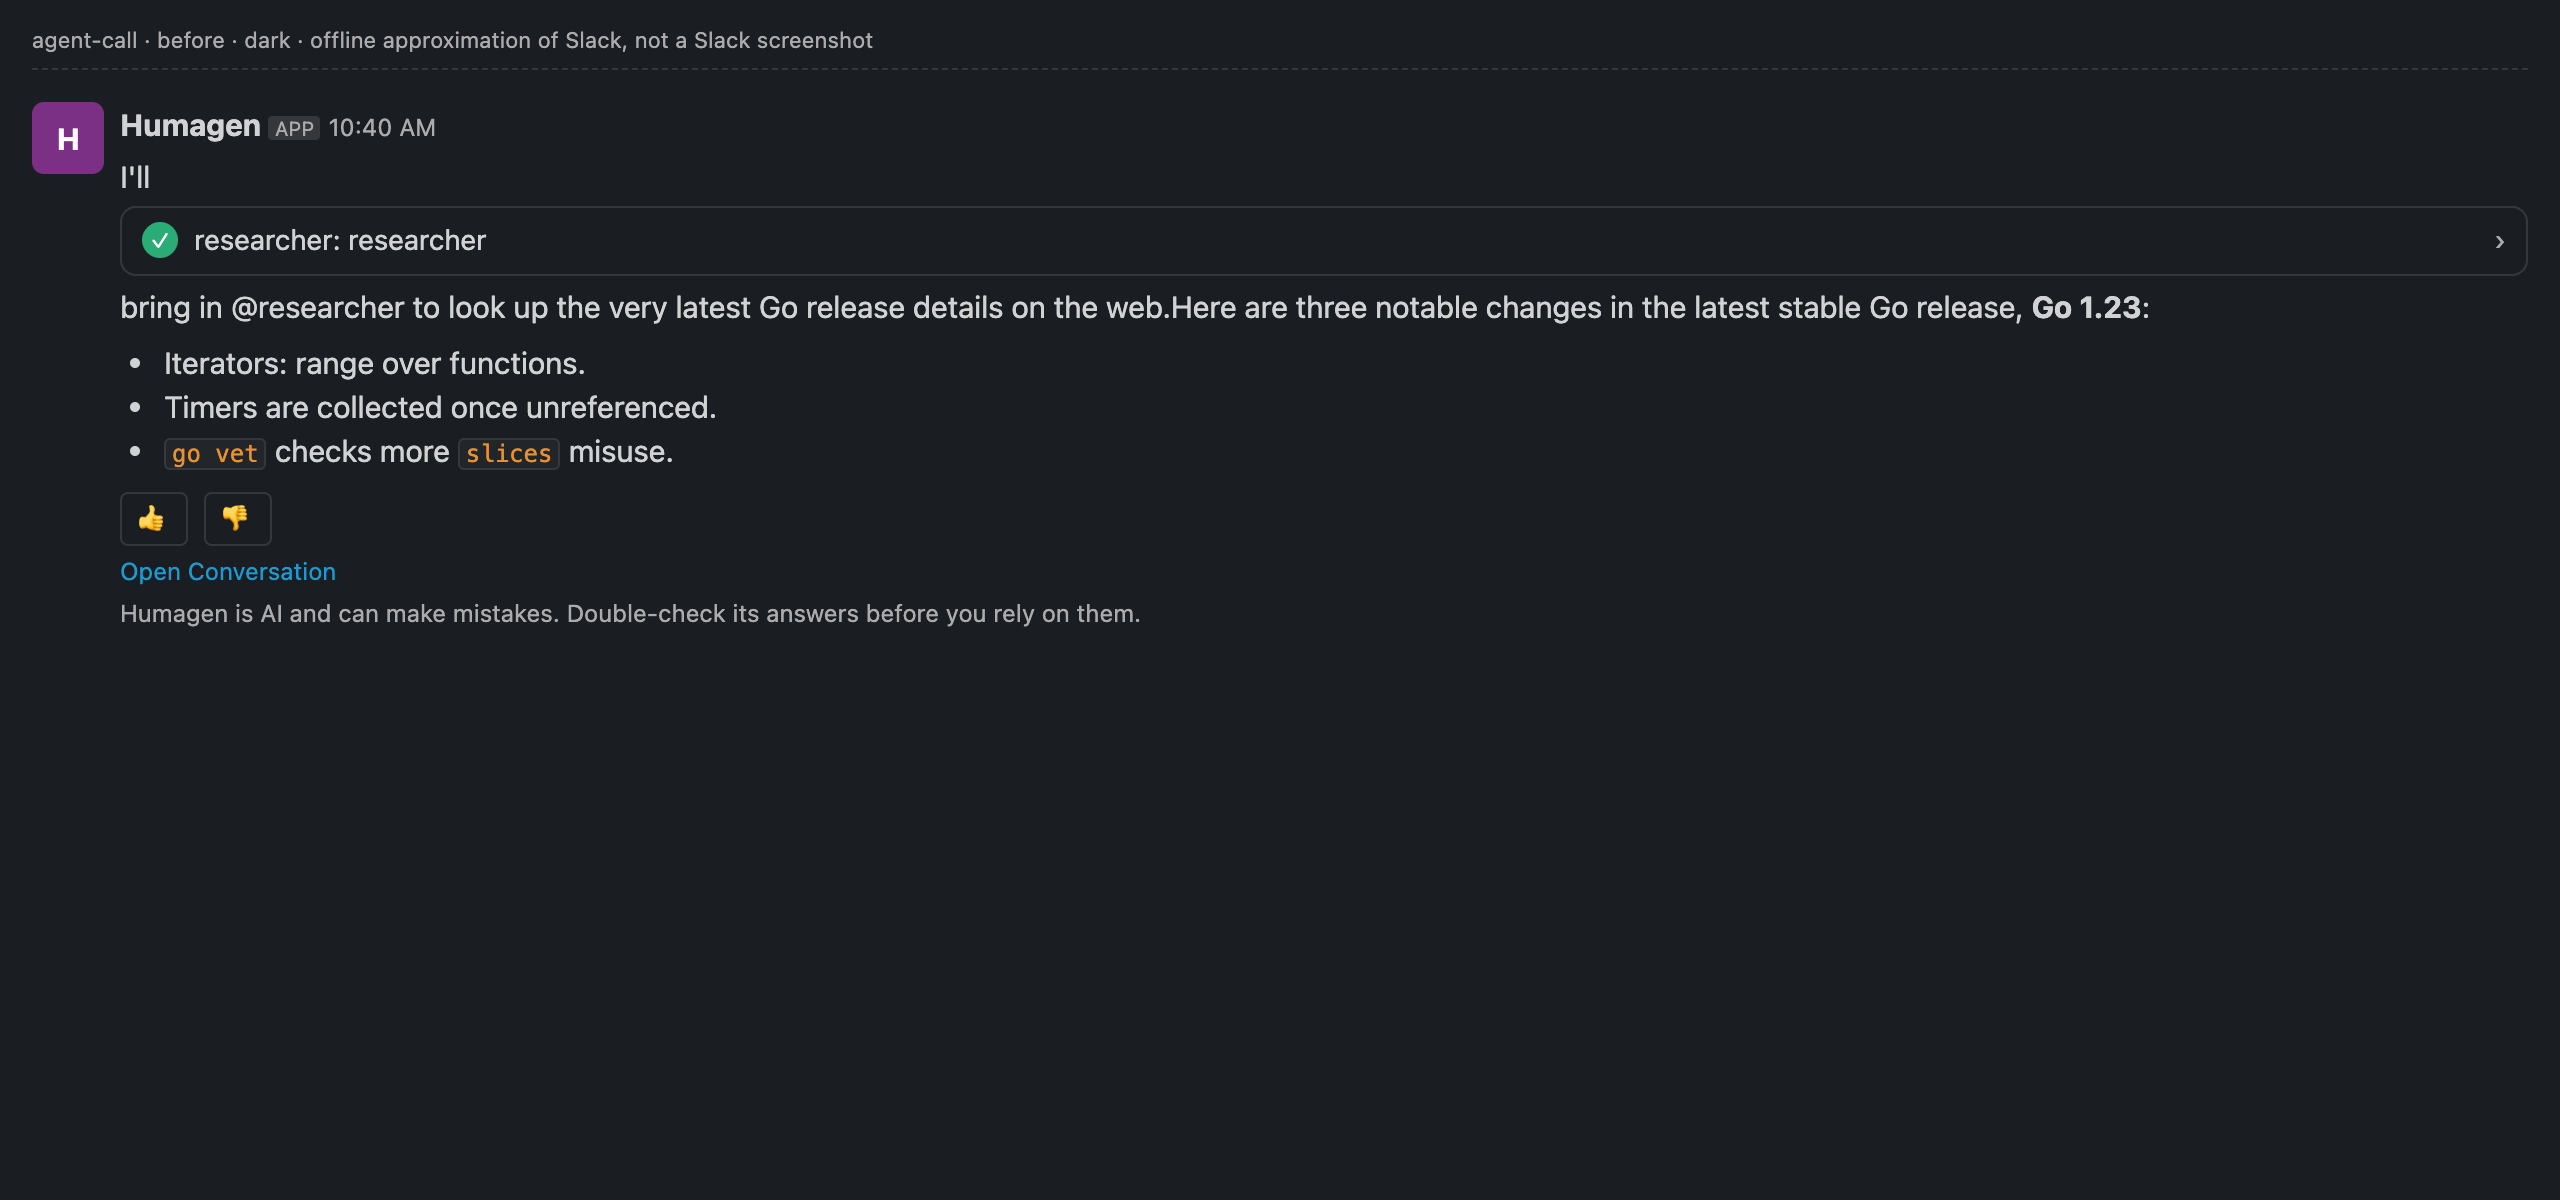 agent-call · before · dark · offline approximation of Slack, not a Slack screenshot
H
Humagen APP 10:40 AM
I'll
researcher: researcher
bring in @researcher to look up the very latest Go release details on the web.Here are three notable changes in the latest stable Go release, Go 1.23:
• Iterators: range over functions.
• Timers are collected once unreferenced.
• go vet checks more slices misuse.
Open Conversation
Humagen is AI and can make mistakes. Double-check its answers before you rely on them.